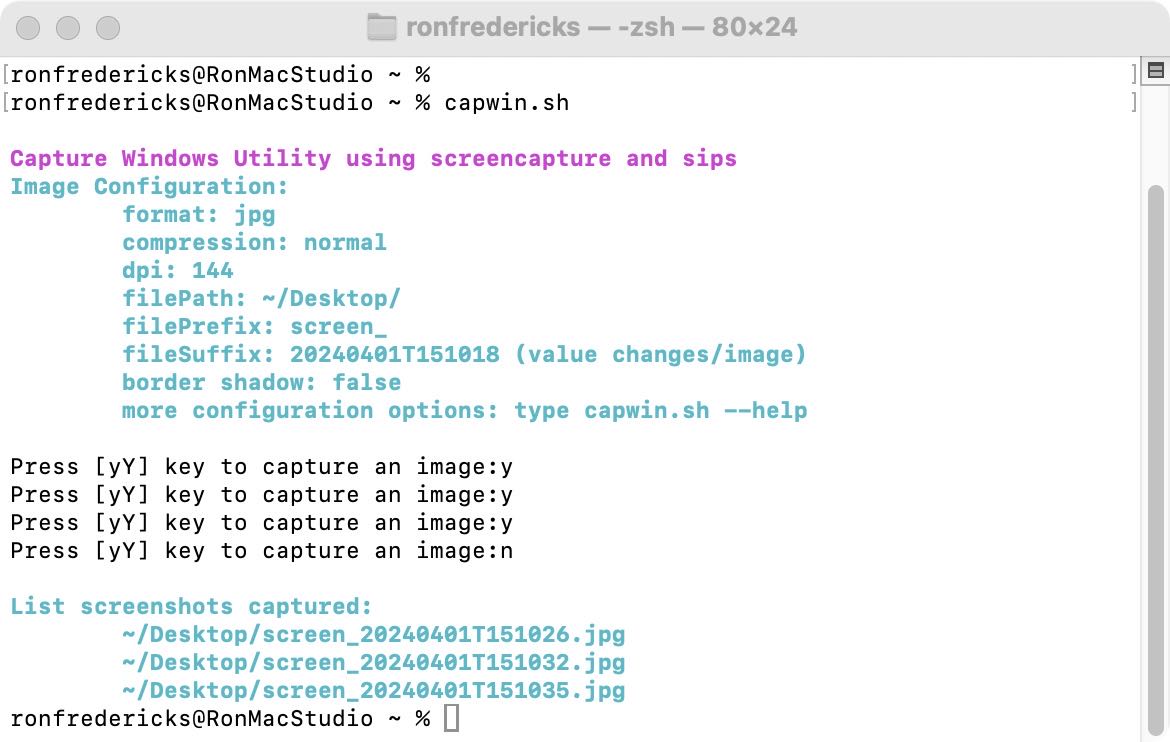 ronfredericks — -zsh — 80×24
[ronfredericks@RonMacStudio ~ % ]
[ronfredericks@RonMacStudio ~ % capwin.sh ]
Capture Windows Utility using screencapture and sips
Image Configuration:
format: jpg
compression: normal
dpi: 144
filePath: ~/Desktop/
filePrefix: screen_
fileSuffix: 20240401T151018 (value changes/image)
border shadow: false
more configuration options: type capwin.sh --help
Press [yY] key to capture an image:y
Press [yY] key to capture an image:y
Press [yY] key to capture an image:y
Press [yY] key to capture an image:n
List screenshots captured:
~/Desktop/screen_20240401T151026.jpg
~/Desktop/screen_20240401T151032.jpg
~/Desktop/screen_20240401T151035.jpg
ronfredericks@RonMacStudio ~ %